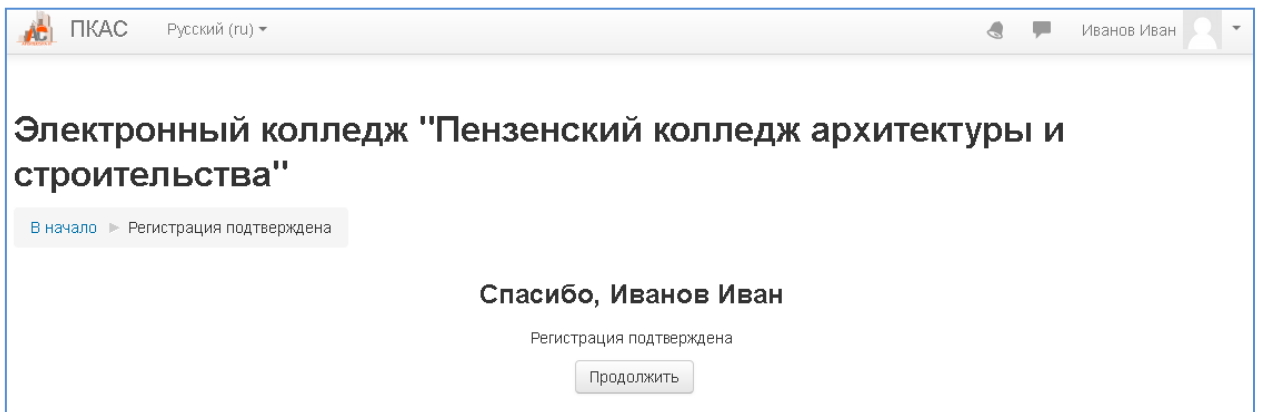 ПКАС Русский (ru) Иванов Иван
Электронный колледж "Пензенский колледж архитектуры и
строительства"
В начало ► Регистрация подтверждена
Спасибо, Иванов Иван
Регистрация подтверждена
Продолжить